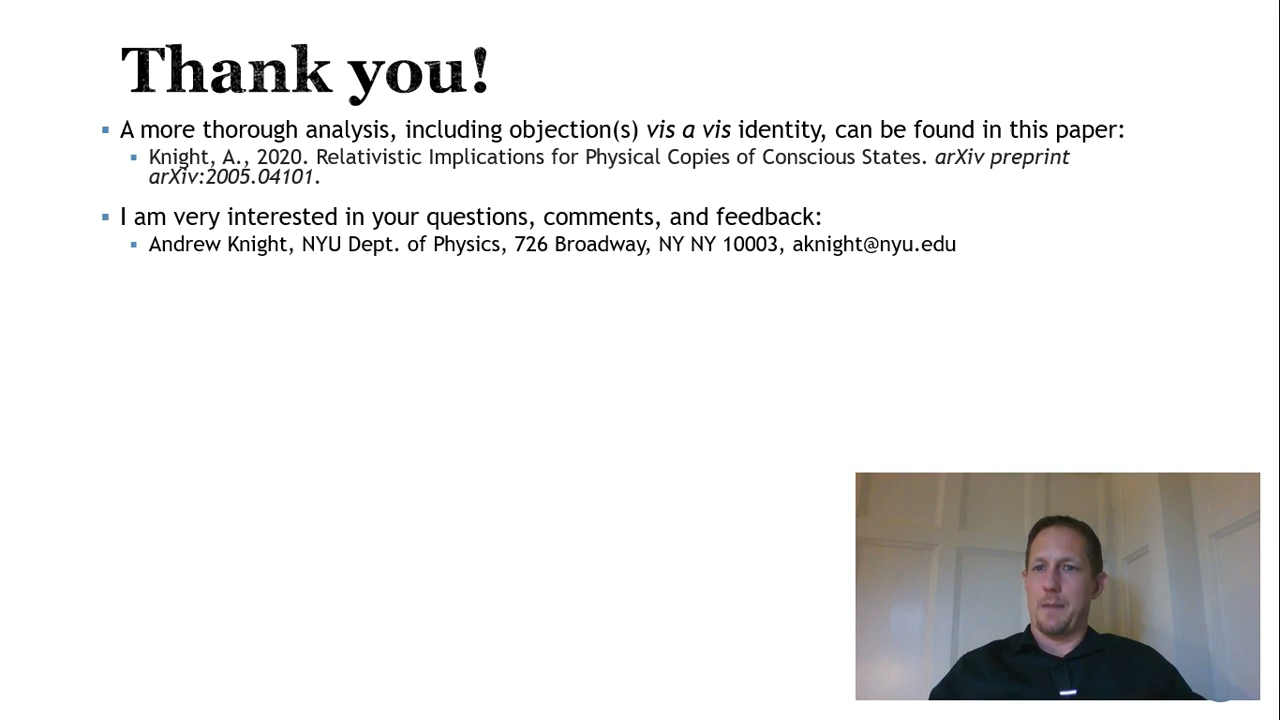 Thank you!
A more thorough analysis, including objection(s) vis a vis identity, can be found in this paper:
Knight, A., 2020. Relativistic Implications for Physical Copies of Conscious States. arXiv preprint
arXiv:2005.04101.
I am very interested in your questions, comments, and feedback:
Andrew Knight, NYU Dept. of Physics, 726 Broadway, NY NY 10003, aknight@nyu.edu